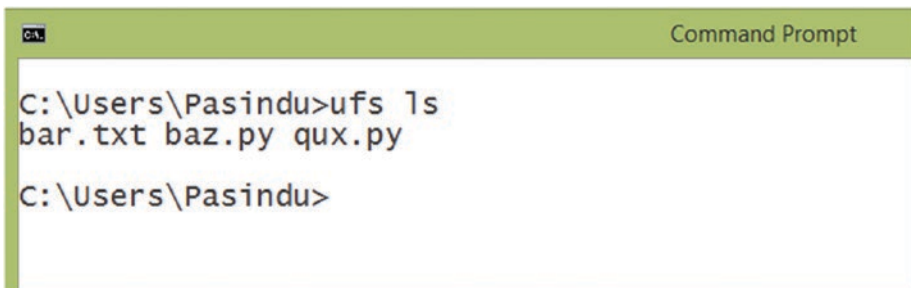 C:\.
Command Prompt
C:\Users\Pasindu>ufs ls
bar.txt baz.py qux.py
C:\Users\Pasindu>